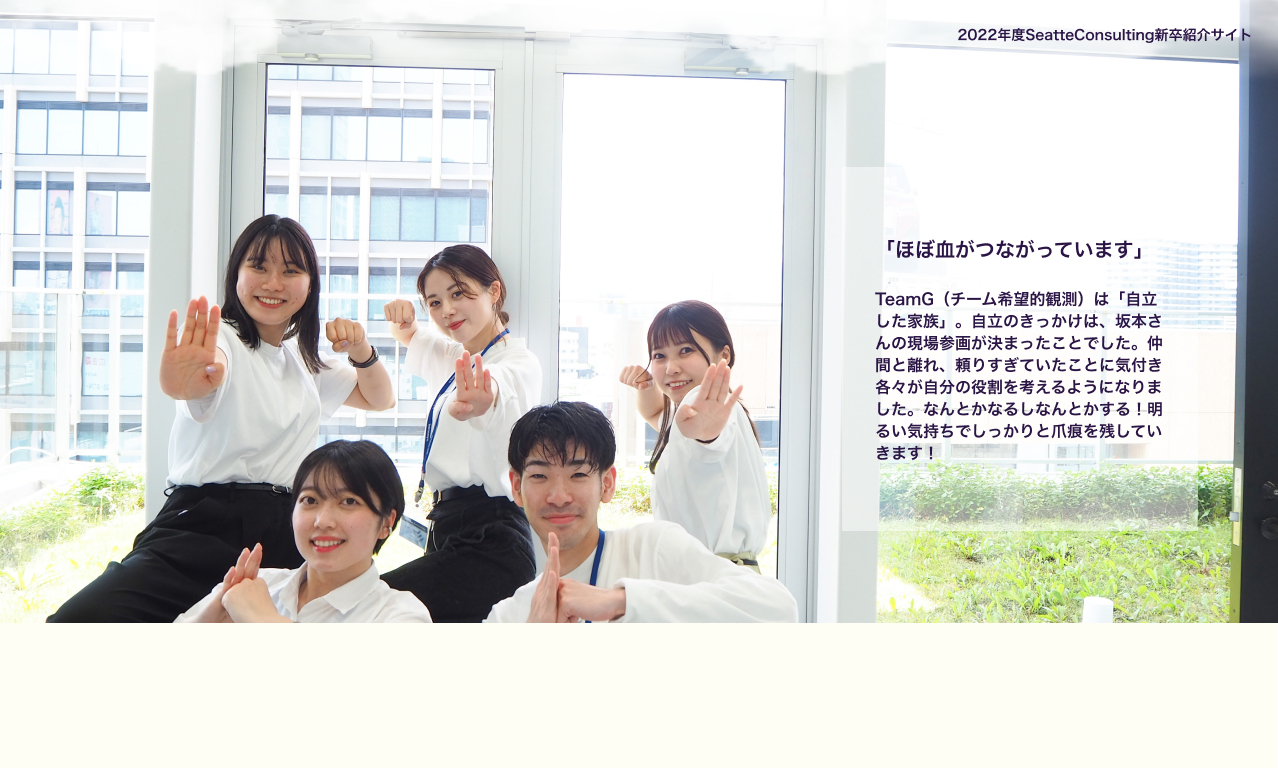 2022年度SeatteConsulting新卒紹介サイト
「ほぼ血がつながっています」
TeamG（チーム希望的観測）は「自立
した家族」。自立のきっかけは、坂本さ
んの現場参画が決まったことでした。仲
間と離れ、頼りすぎていたことに気付き
各々が自分の役割を考えるようになりま
した。なんとかなるしなんとかする！明
るい気持ちでしっかりと爪痕を残してい
きます！